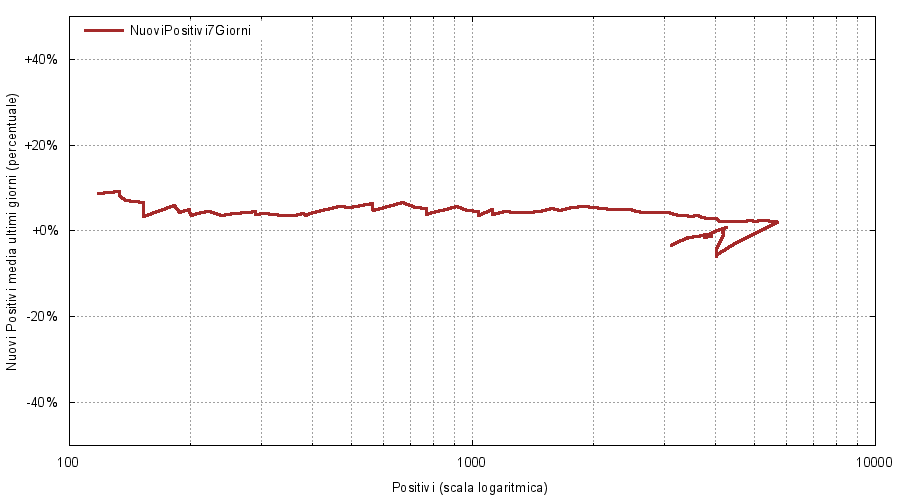 NuoviPositivi7Giorni
+40%
+20%
+0%
-20%
-40%
Nuovi Positivi media ultimi giorni (percentuale)
100
1000
10000
Positivi (scala logaritmica)